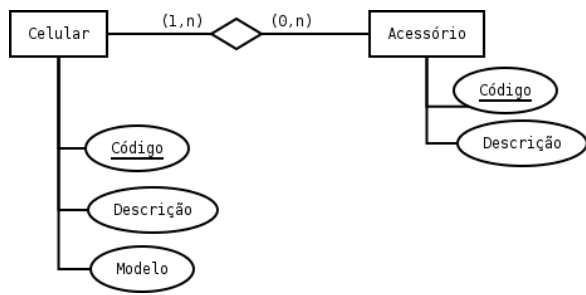 Celular (1,n) (0,n) Acessório
Código
Código
Descrição
Descrição
Modelo